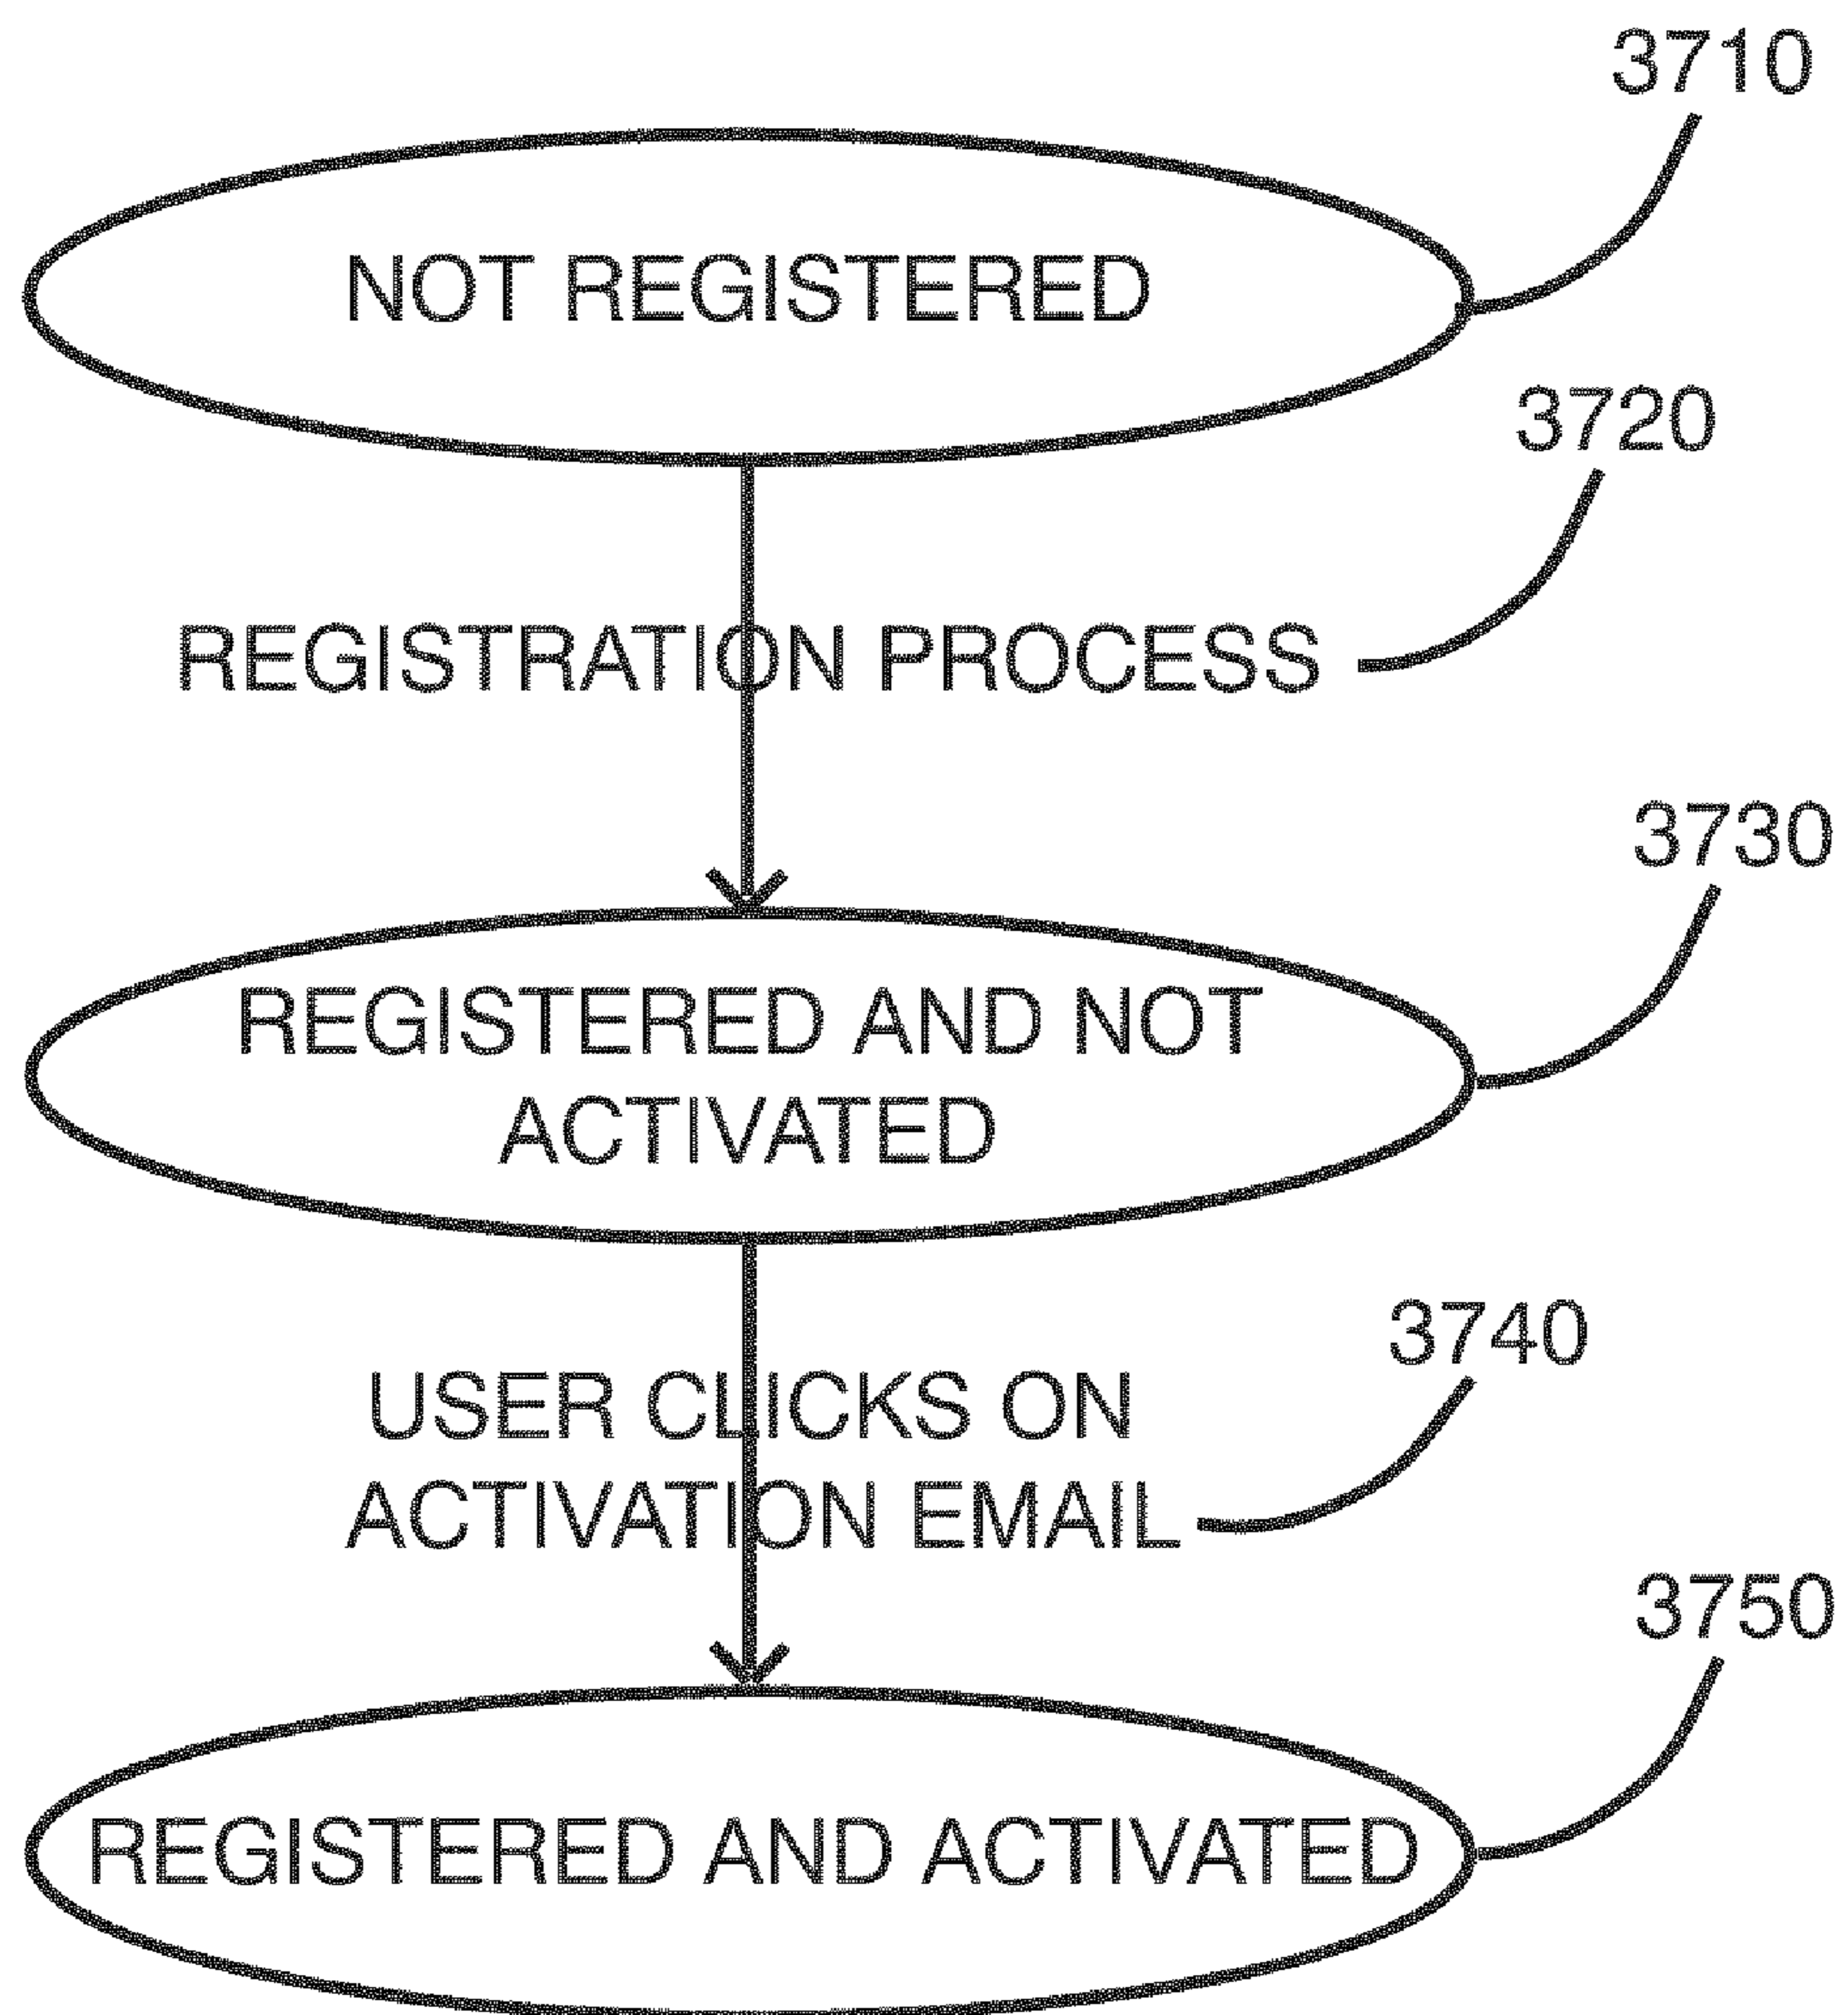 3710
NOT REGISTERED
3720
REGISTRATION PROCESS
3730
REGISTERED AND NOT
ACTIVATED
3740
USER CLICKS ON
ACTIVATION EMAIL
3750
REGISTERED AND ACTIVATED